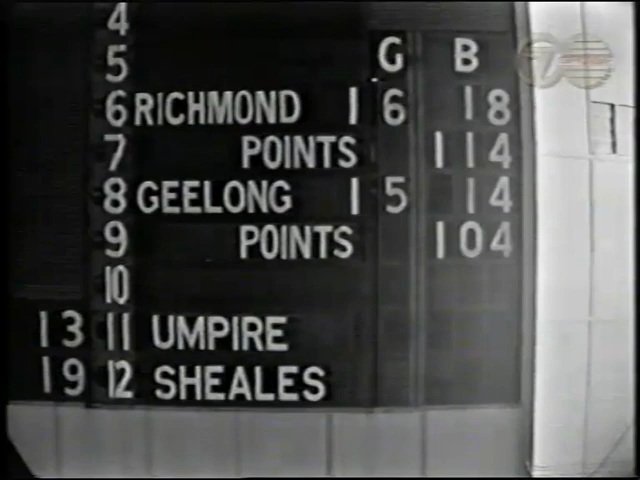 4
5 G B
6 RICHMOND 16 18
7 POINTS 114
8 GEELONG 15 14
9 POINTS 104
10
13 11 UMPIRE
19 12 SHEALES
7